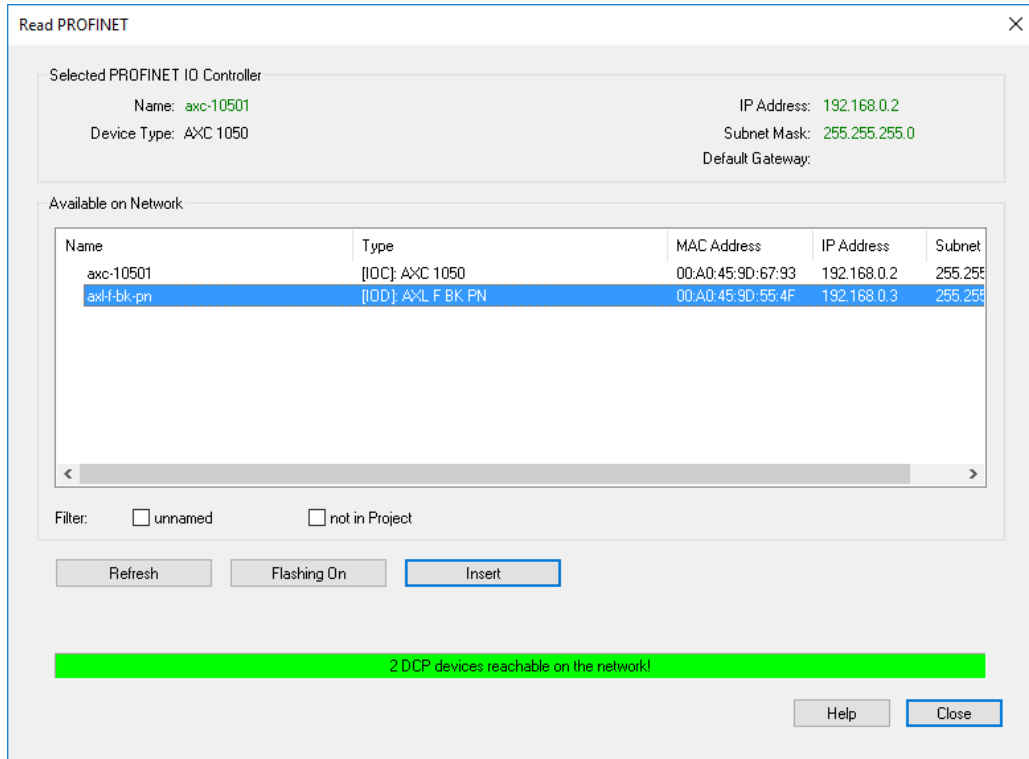 Read PROFINET
Selected PROFINET IO Controller
Name: axc-10501 IP Address: 192.168.0.2
Device Type: AXC 1050 Subnet Mask: 255.255.255.0
Default Gateway:
Available on Network
Name Type MAC Address IP Address Subnet
axc-10501 [IOC]: AXC 1050 00:A0:45:9D:67:93 192.168.0.2 255.255
axl-f-bk-pn [IOD]: AXL F BK PN 00:A0:45:9D:55:4F 192.168.0.3 255.255
Filter: unnamed not in Project
Refresh Flashing On Insert
2 DCP devices reachable on the network!
Help Close